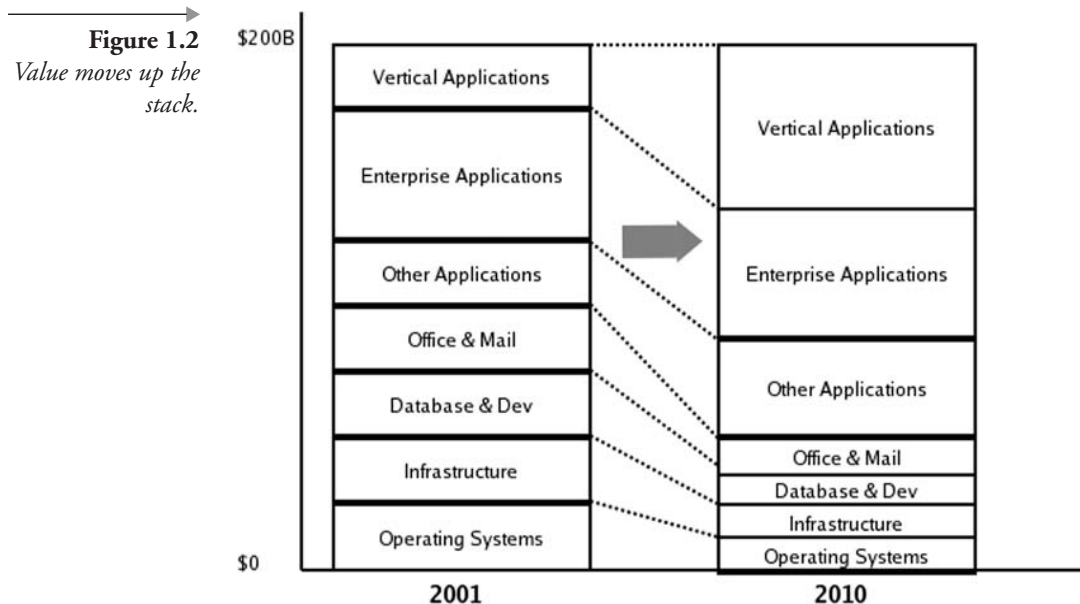 Figure 1.2
Value moves up the
stack.
$200B
Vertical Applications
Enterprise Applications
Other Applications
Office & Mail
Database & Dev
Infrastructure
Operating Systems
$0
2001
Vertical Applications
Enterprise Applications
Other Applications
Office & Mail
Database & Dev
Infrastructure
Operating Systems
2010